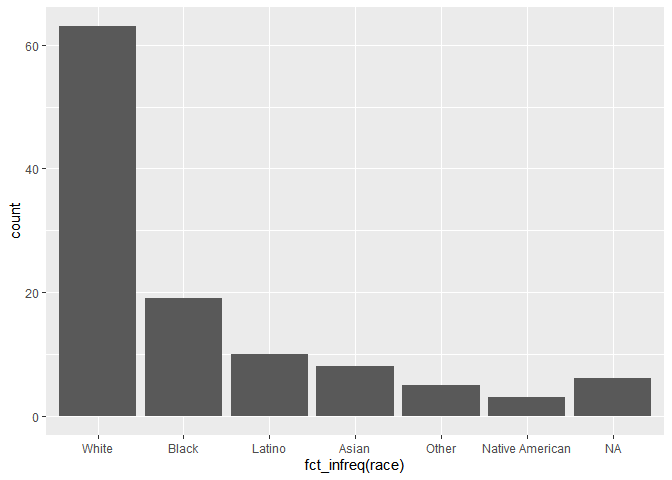 60
40
20
0
count
White Black Latino Asian Other Native American NA
fct_infreq(race)